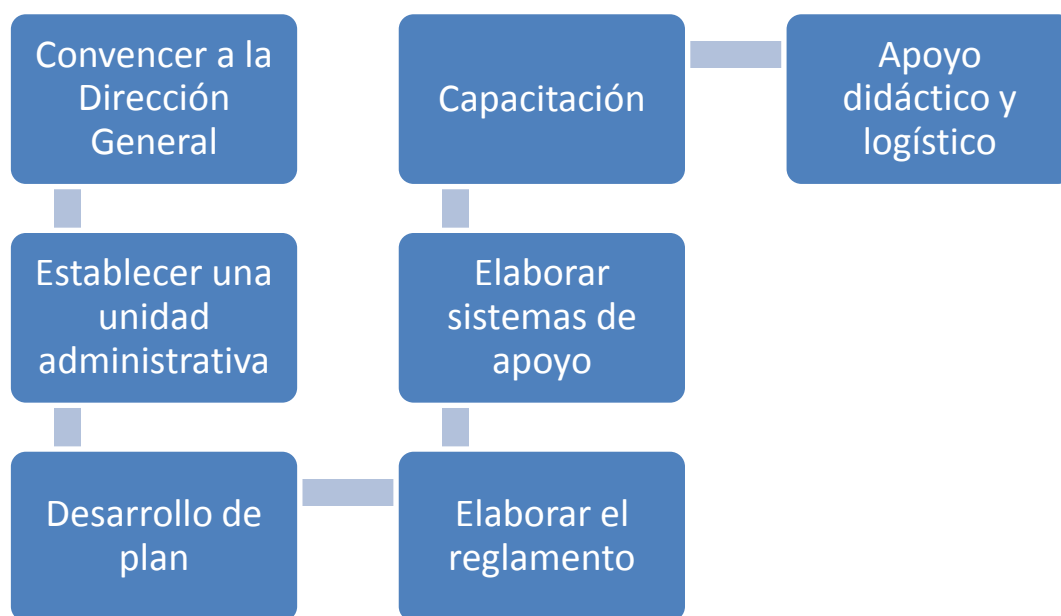 Convencer a la
Dirección
General
Establecer una
unidad
administrativa
Desarrollo de
plan
Elaborar el
reglamento
Elaborar
sistemas de
apoyo
Capacitación
Apoyo
didáctico y
logístico